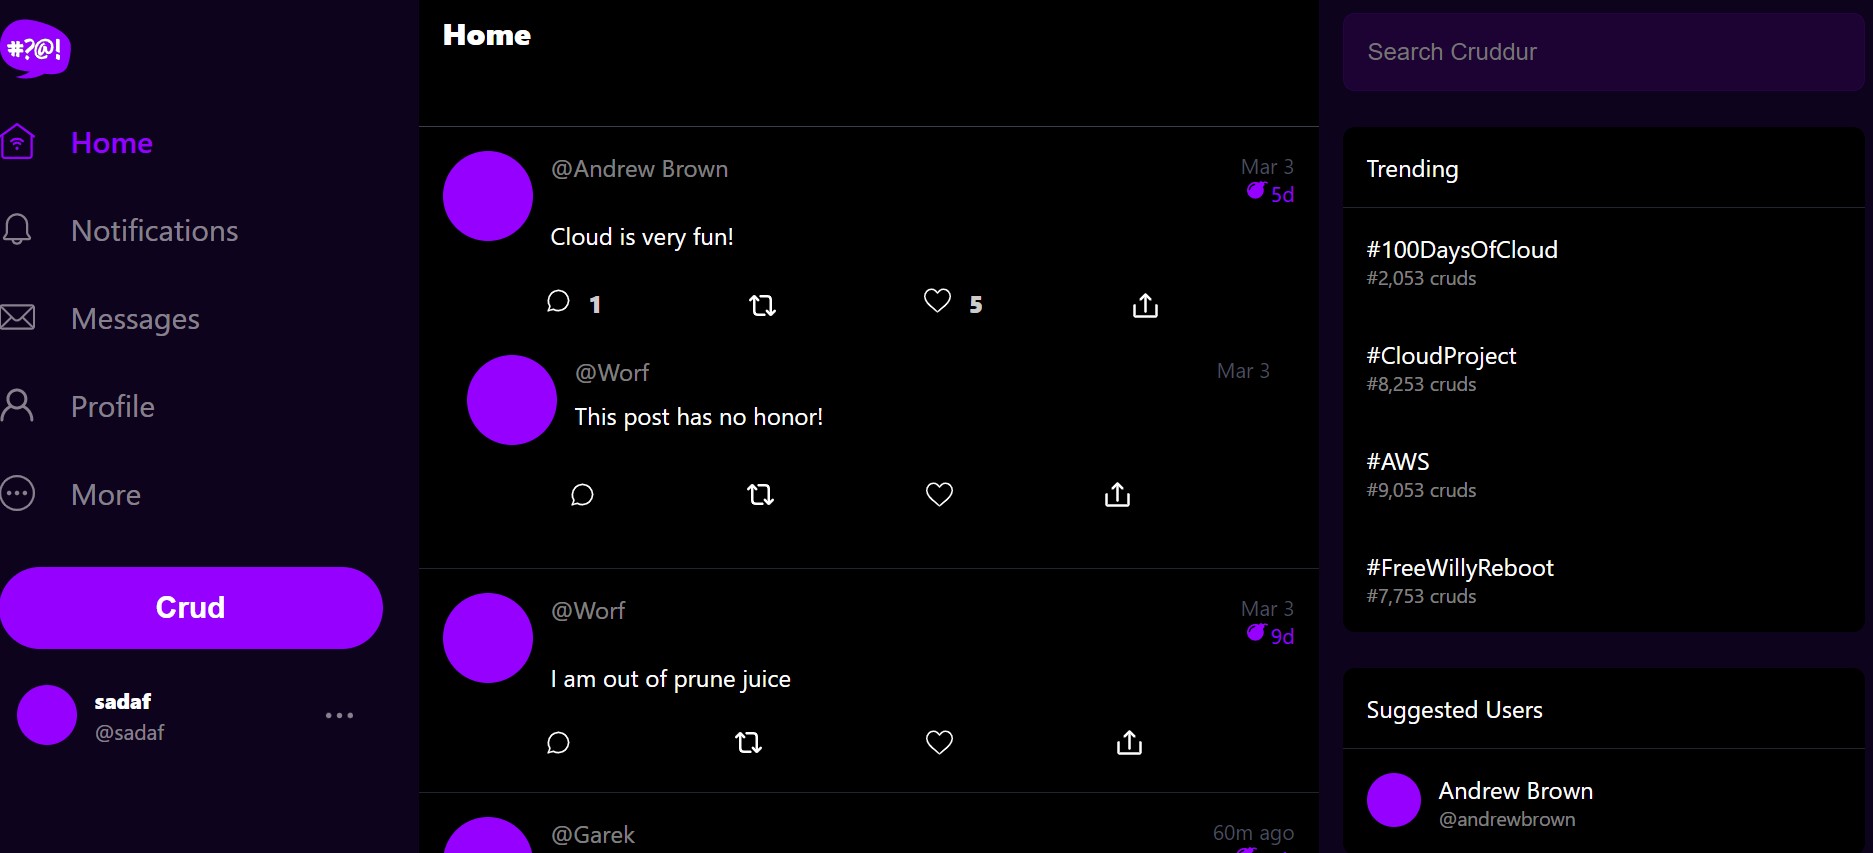 #?@!
Home
Notifications
Messages
Profile
More
Crud
sadaf
@sadaf
Home
@Andrew Brown
Mar 3
5d
Cloud is very fun!
1
5
@Worf
Mar 3
This post has no honor!
@Worf
Mar 3
9d
I am out of prune juice
@Garek
60m ago
Search Cruddur
Trending
#100DaysOfCloud
#2,053 cruds
#CloudProject
#8,253 cruds
#AWS
#9,053 cruds
#FreeWillyReboot
#7,753 cruds
Suggested Users
Andrew Brown
@andrewbrown